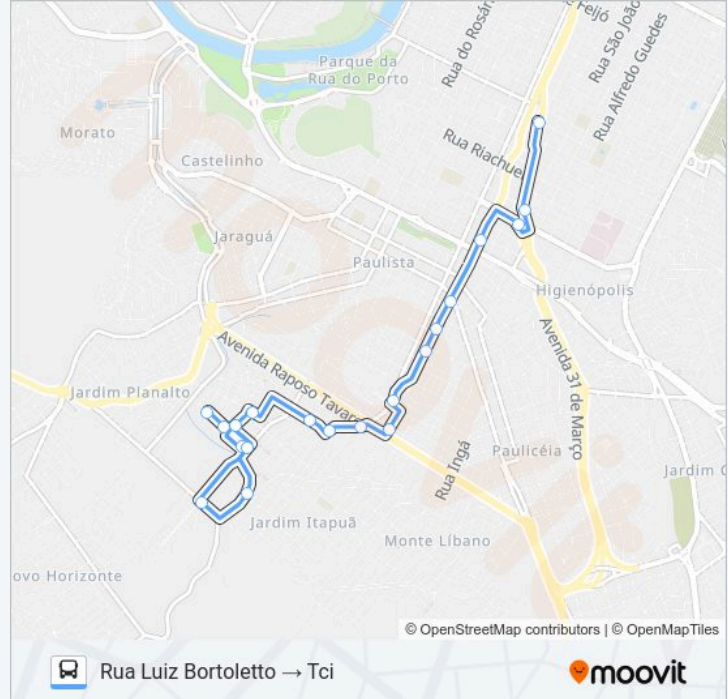 Feijó
Rua do Rosár
Rua São João
Rua Alfredo Guedes
Parque da
Rua do Porto
Morato
Castelinho
Rua Riachue
Jaraguá
Paulista
Higienópolis
Avenida Raposo Tavare
Avenida 31 de Março
Jardim Planalto
Rua Ingá
Paulicéia
Jardim C
Jardim Itapuã
Monte Líbano
ovo Horizonte
© OpenStreetMap contributors | © OpenMapTiles
Rua Luiz Bortoletto → Tci
moovit